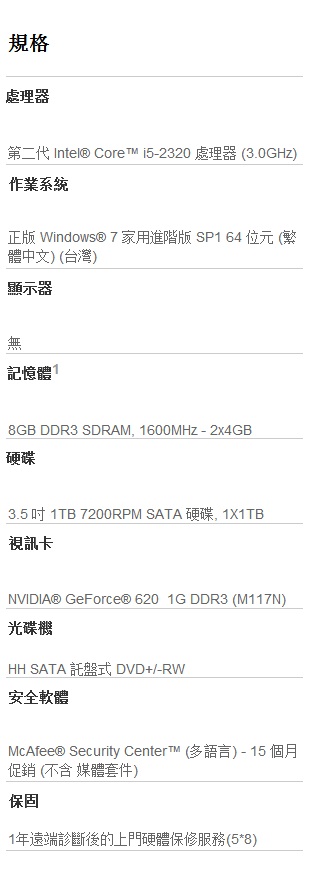 規格
處理器
第二代 Intel® Core™ i5-2320 處理器 (3.0GHz)
作業系統
正版 Windows® 7 家用進階版 SP1 64 位元 (繁
體中文) (台灣)
顯示器
無
記憶體1
8GB DDR3 SDRAM, 1600MHz - 2x4GB
硬碟
3.5 吋 1TB 7200RPM SATA 硬碟, 1X1TB
視訊卡
NVIDIA® GeForce® 620  1G DDR3 (M117N)
光碟機
HH SATA 託盤式 DVD+/-RW
安全軟體
McAfee® Security Center™ (多語言) - 15 個月
促銷 (不含 媒體套件)
保固
1年遠端診斷後的上門硬體保修服務(5*8)